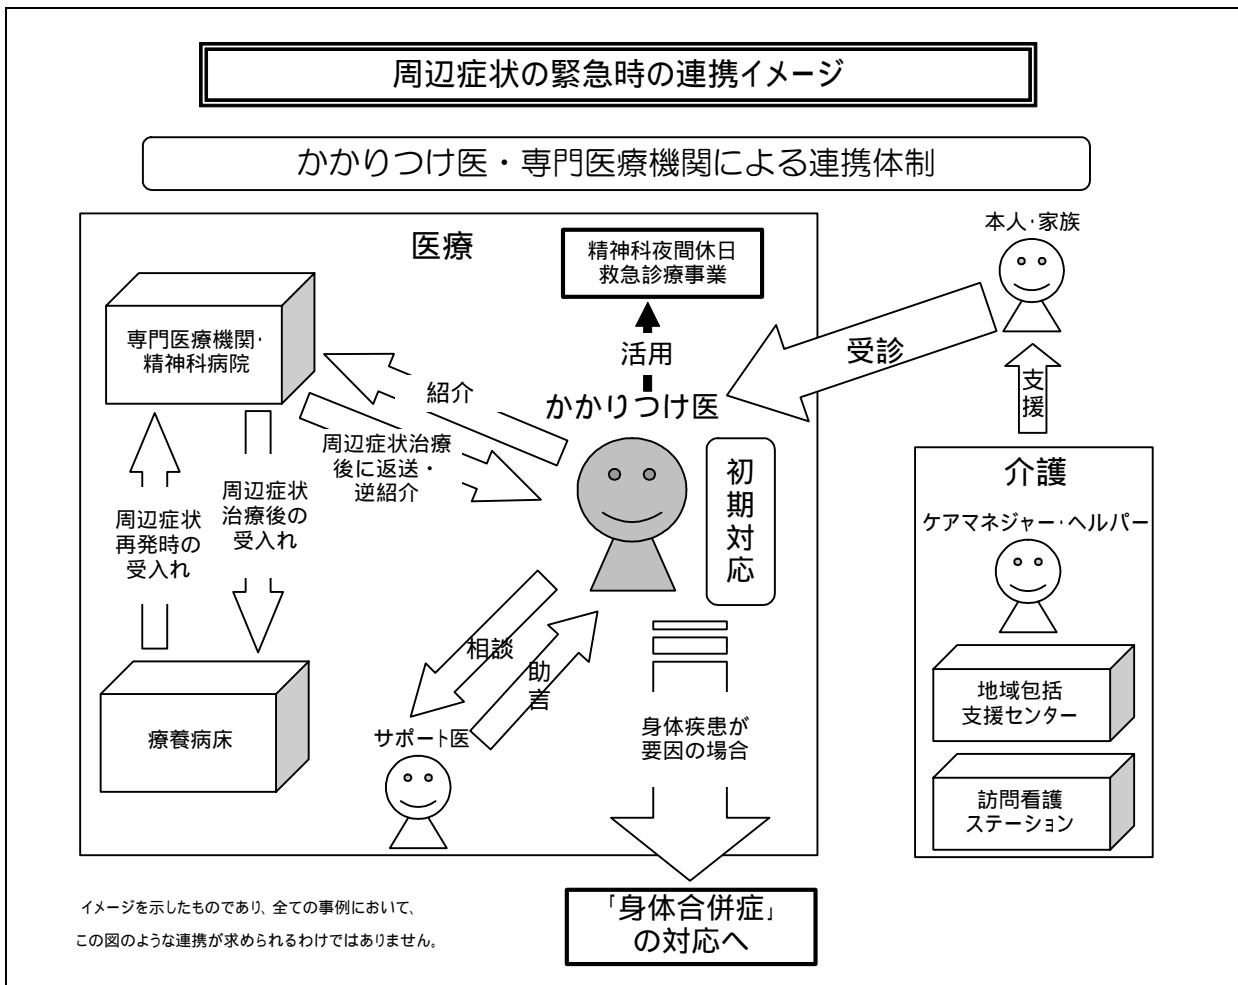 周辺症状の緊急時の連携イメージ
かかりつけ医・専門医療機関による連携体制
医療
精神科夜間休日
救急診療事業
活用
かかりつけ医
初期対応
専門医療機関・
精神科病院
紹介
周辺症状治療
後に返送・
逆紹介
周辺症状
再発時の
受入れ
周辺症状
治療後の
受入れ
療養病床
相談
助言
サポート医
身体疾患が
要因の場合
「身体合併症」
の対応へ
本人・家族
受診
支援
介護
ケアマネジャー・ヘルパー
地域包括
支援センター
訪問看護
ステーション
イメージを示したものであり、全ての事例において、
この図のような連携が求められるわけではありません。